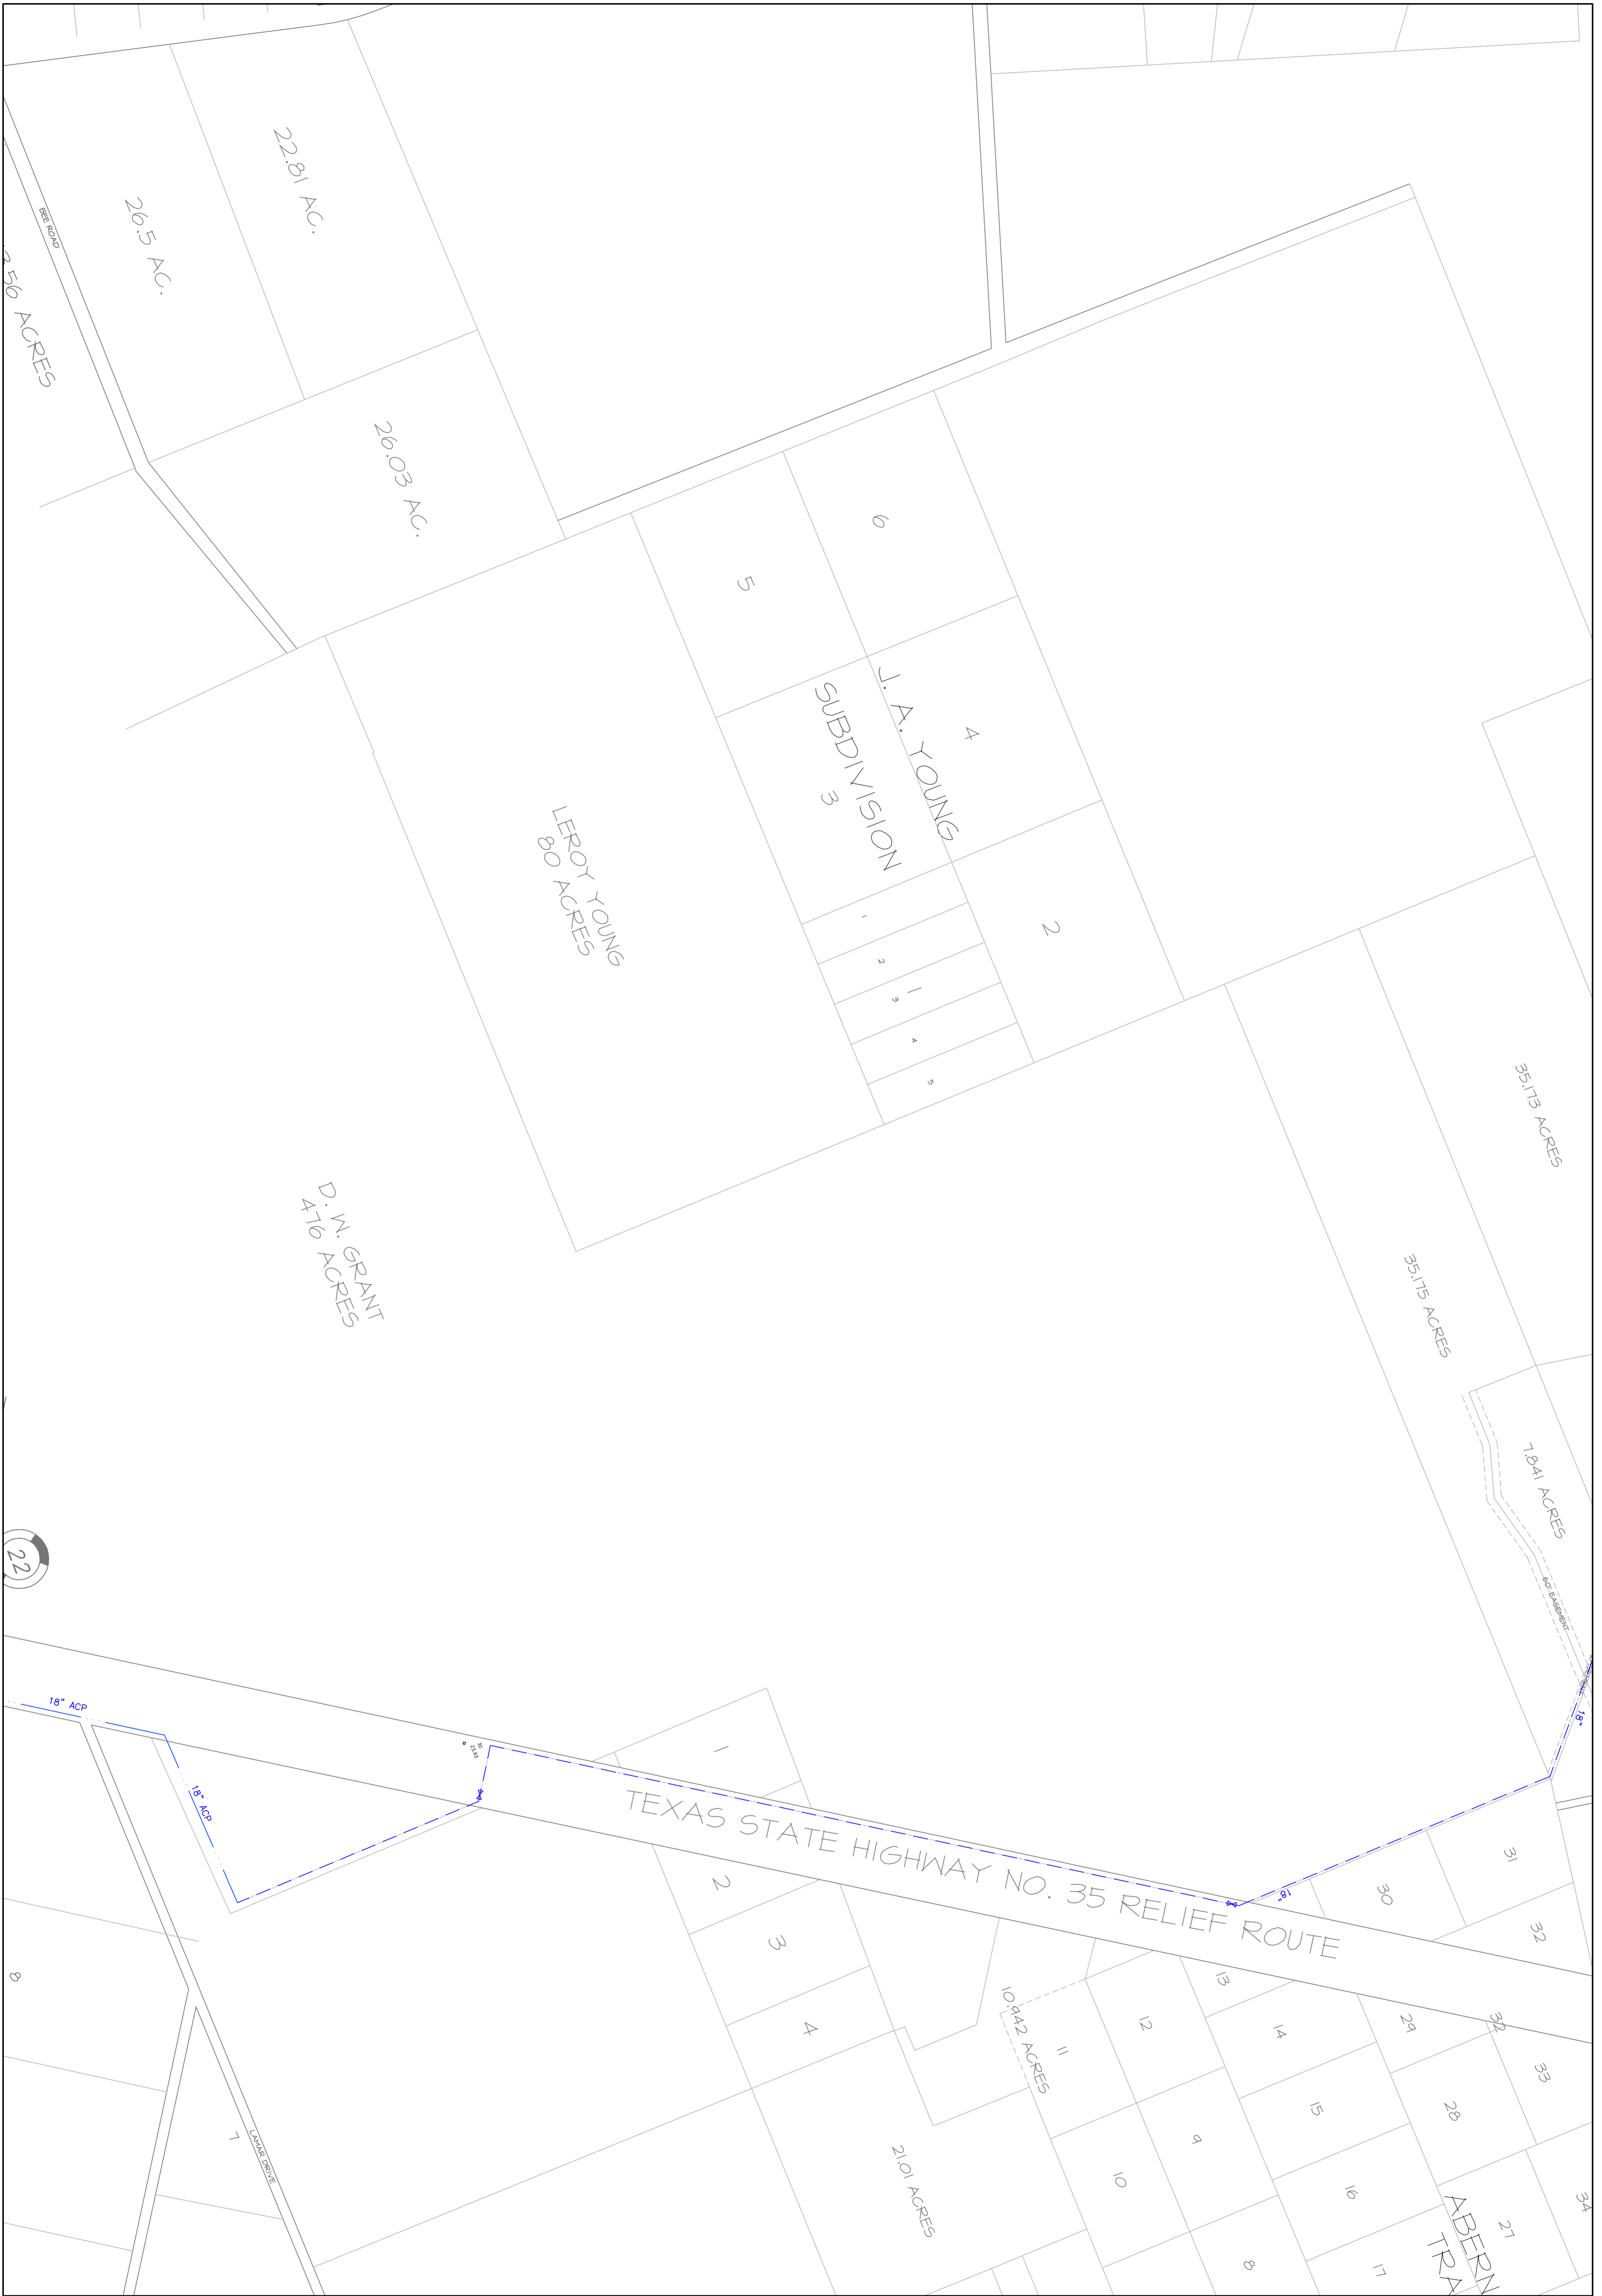 22.81 AC.
26.5 AC.
BEE ROAD
56 ACRES
26.03 AC.
6
5
J. A. YOUNG
SUBDIVISION
4
3
LEROY YOUNG
80 ACRES
2
1
1
2
3
4
5
35.173 ACRES
35.175 ACRES
D. W. GRANT
476 ACRES
7.841 ACRES
60' EASEMENT
22
18" ACP
18" ACP
18"
18"
TEXAS STATE HIGHWAY NO. 35 RELIEF ROUTE
1
2
3
4
31
30
32
10.942 ACRES
11
12
13
14
29
32
33
15
28
9
10
16
34
27
8
17
21.01 ACRES
ABERN
TRA
8
7
LAMAR DRIVE